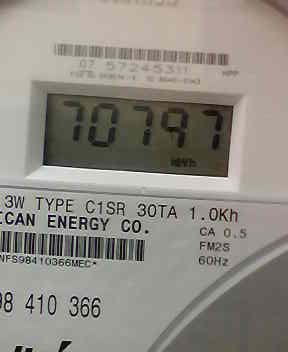 07 57245311
70797
3W TYPE C1SR 30TA 1.0Kh
ICAN ENERGY CO.
CA 0.5
FM2S
60Hz
NFS98410366MEC*
98 410 366